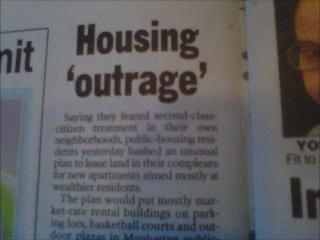 nit
Housing
'outrage'
Saying they feared second-class-
citizen treatment in their own
neighborhoods, public-housing resi-
dents yesterday bashed an unusual
plan to lease land in their complexes
for new apartments aimed mostly at
wealthier residents.
The plan would put mostly mar-
ket-rate rental buildings on park-
ing lots, basketball courts and out-
door plazas in Manhattan public-
YO
Fit to
In